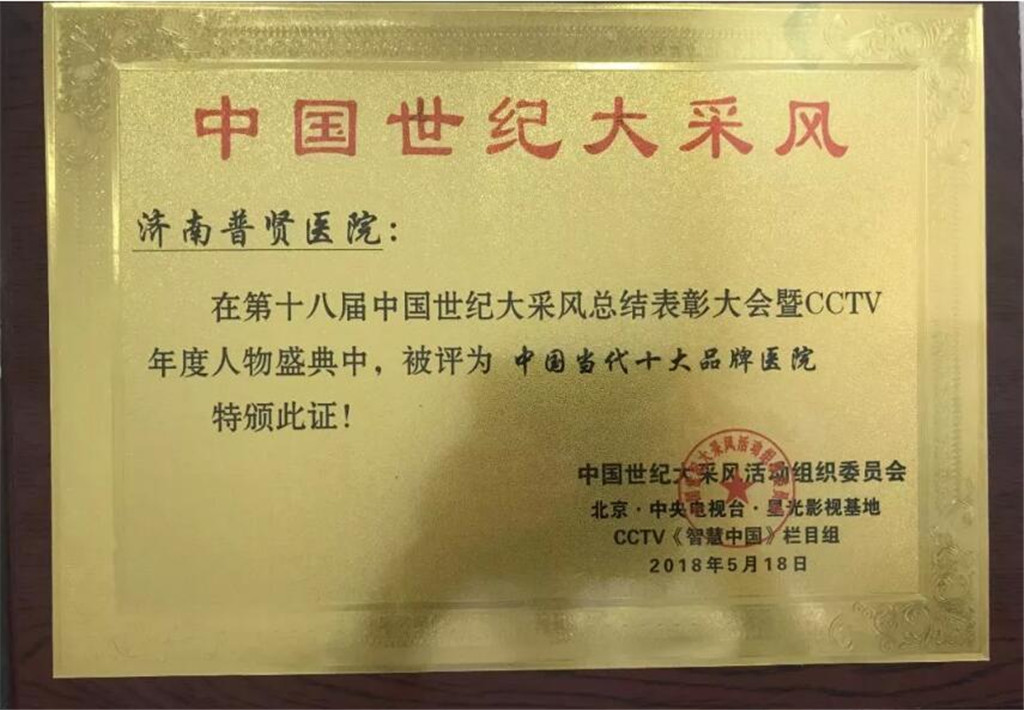 中国世纪大采风
济南普贤医院：
在第十八届中国世纪大采风总结表彰大会暨CCTV
年度人物盛典中，被评为 中国当代十大品牌医院
特颁此证！
中国世纪大采风活动组织委员会
北京·中央电视台·星光影视基地
CCTV《智慧中国》栏目组
2018年5月18日